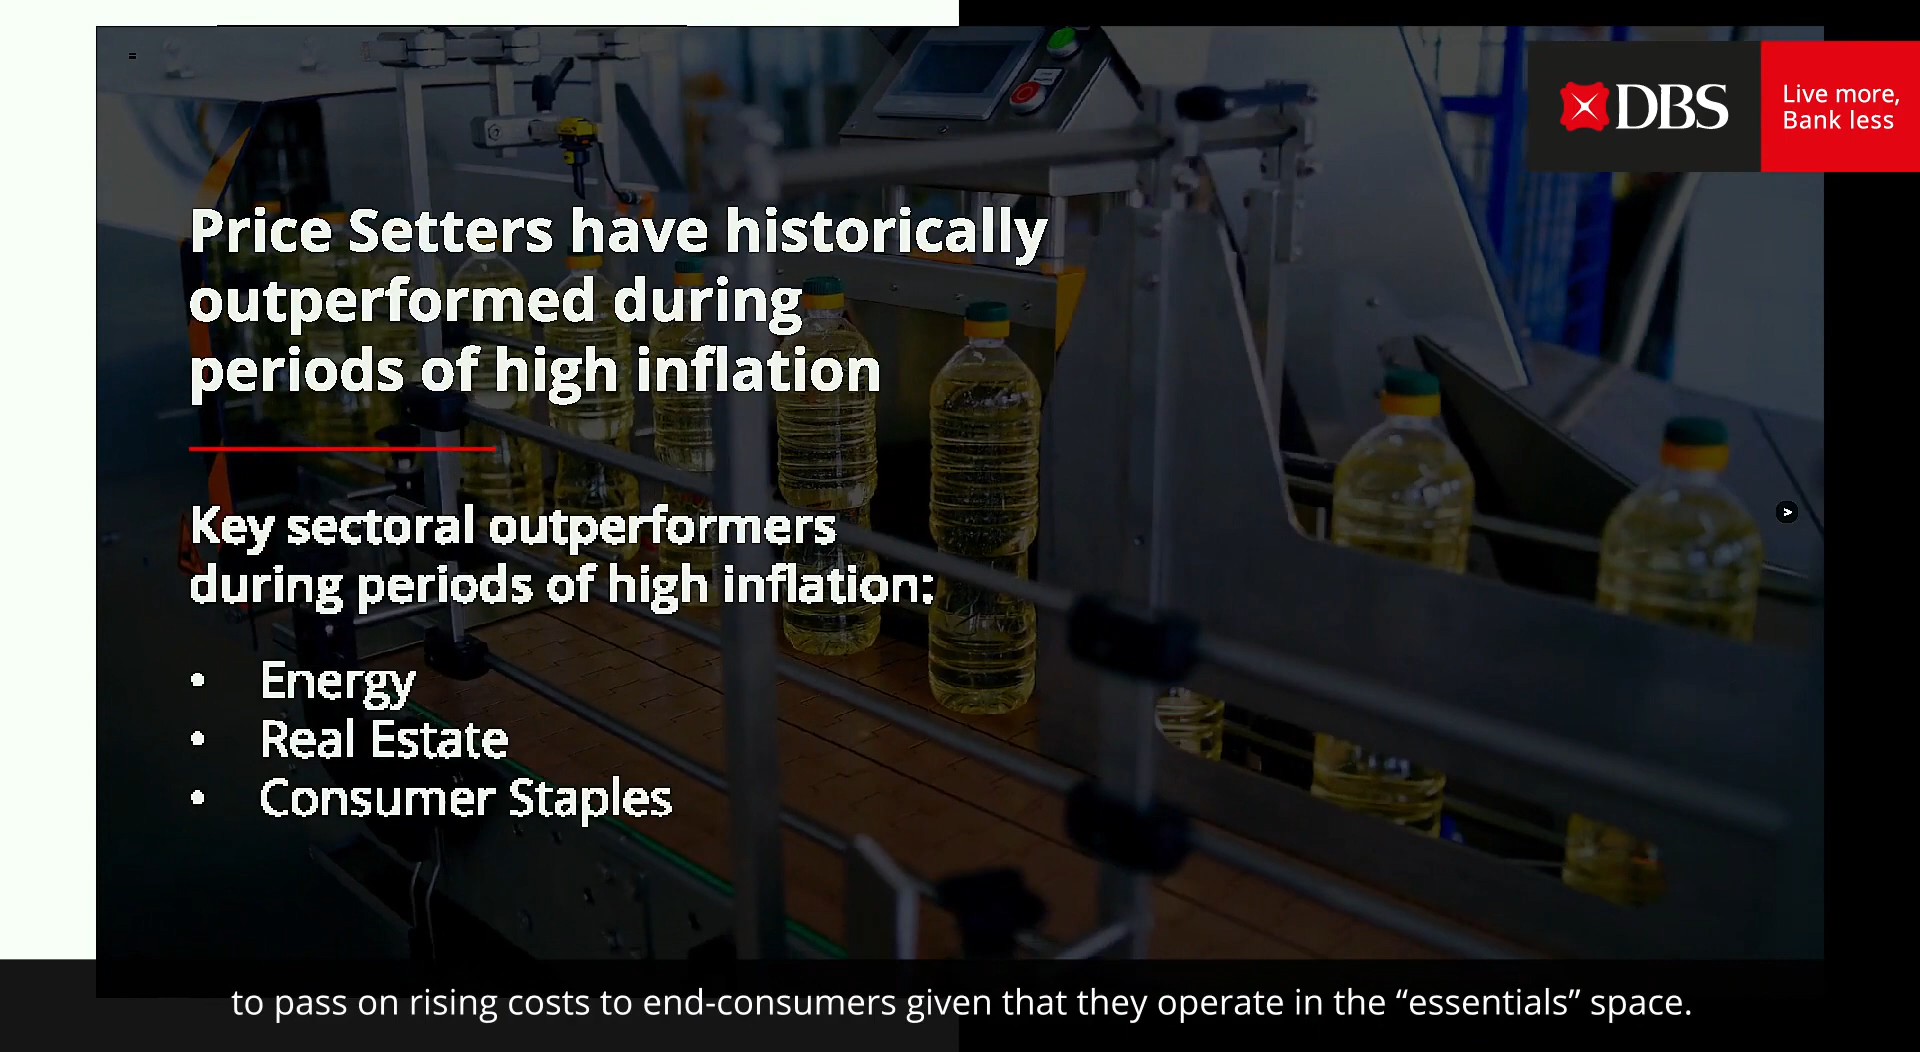 DBS
Live more,
Bank less
Price Setters have historically
outperformed during
periods of high inflation
Key sectoral outperformers
during periods of high inflation:
• Energy
• Real Estate
• Consumer Staples
>
to pass on rising costs to end-consumers given that they operate in the “essentials” space.